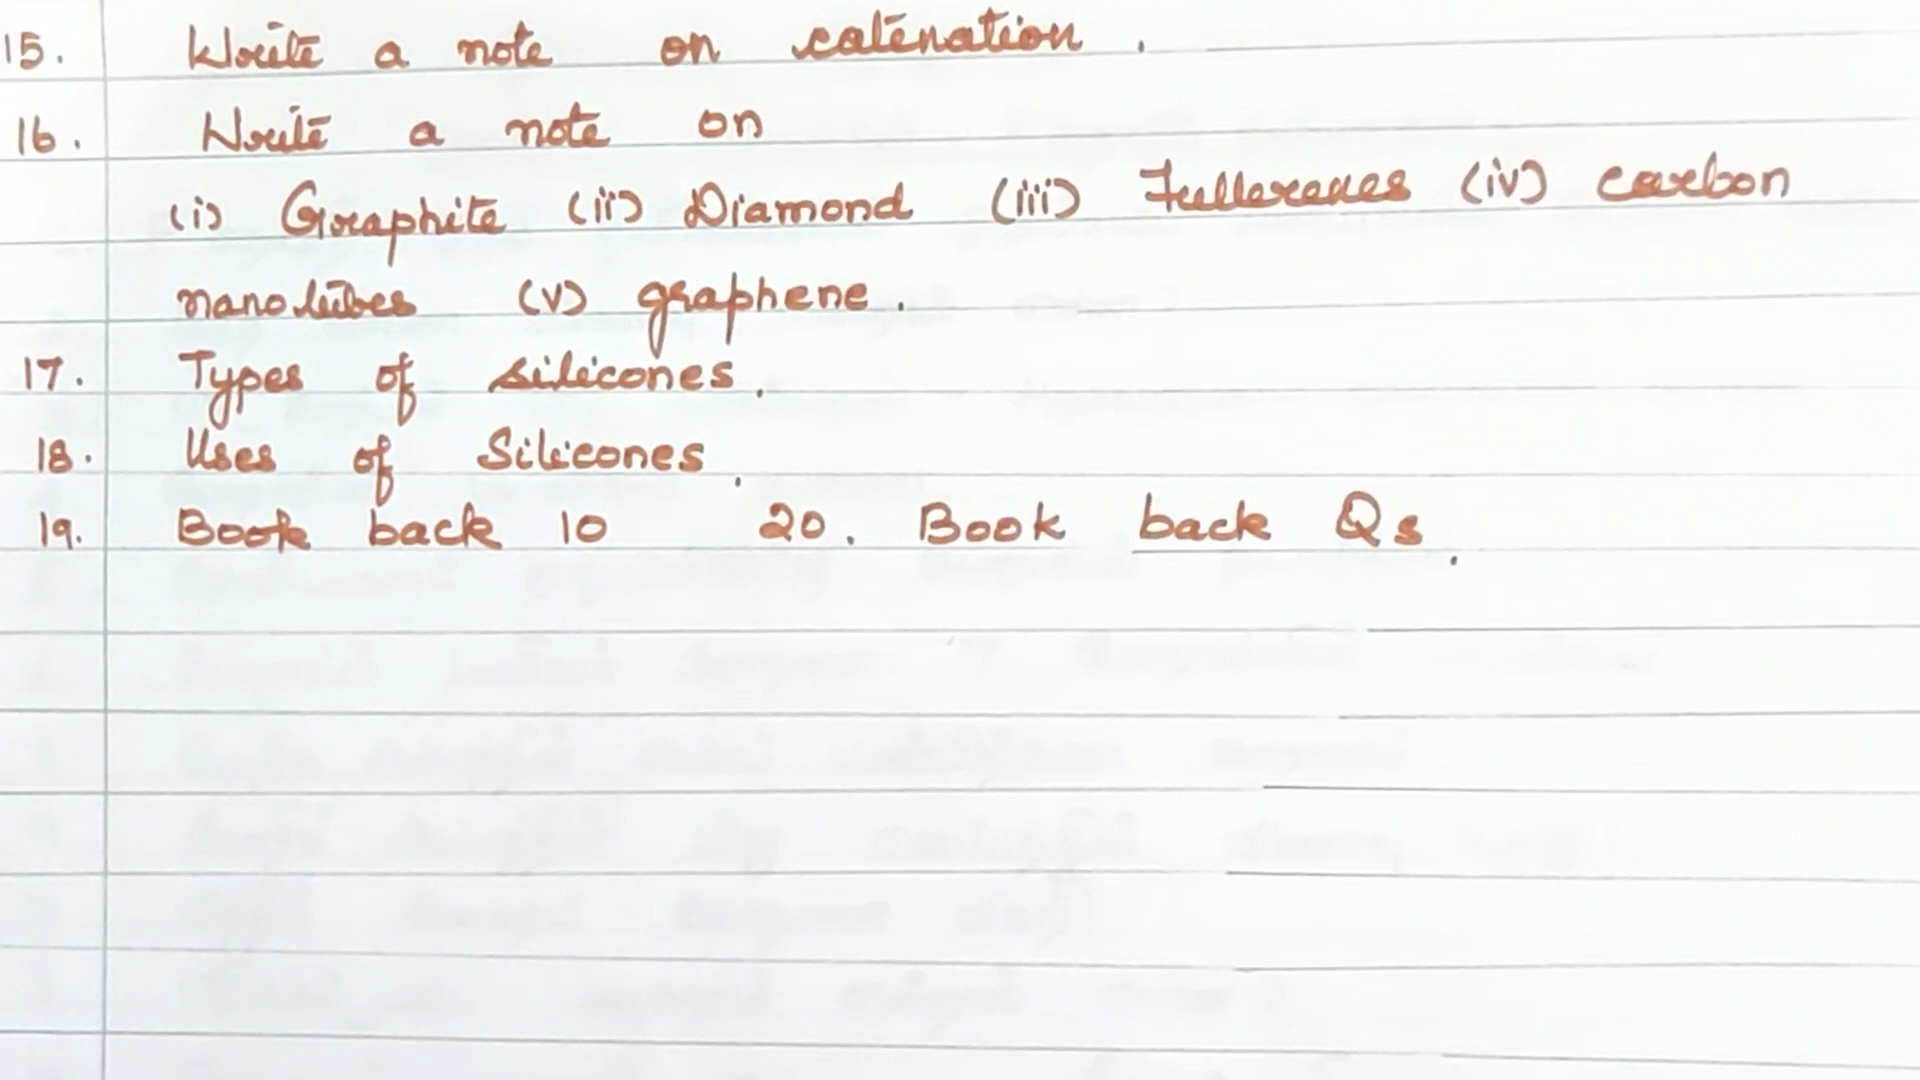 15. Write a note on catenation.
16. Write a note on
(i) Graphite (ii) Diamond (iii) Fullerenes (iv) carbon
nanotubes (v) graphene.
17. Types of silicones.
18. Uses of Silicones.
19. Book back 10 20. Book back Qs.